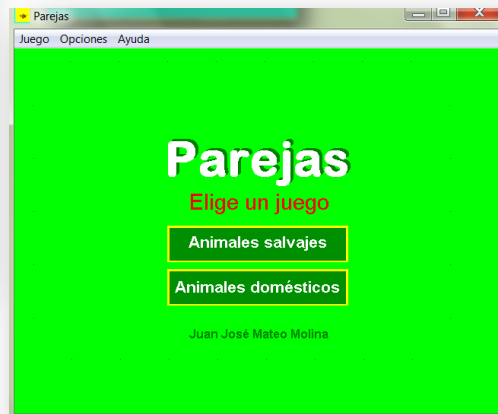 Parejas
Juego Opciones Ayuda
Parejas
Elige un juego
Animales salvajes
Animales domésticos
Juan José Mateo Molina